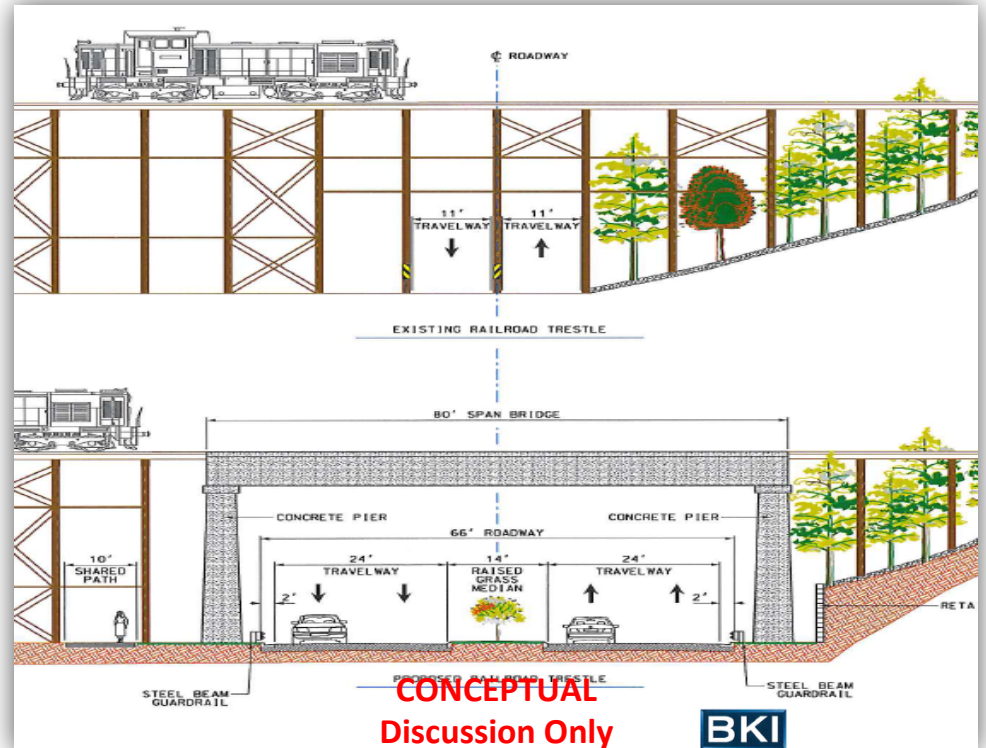 ℄ ROADWAY
11'
TRAVELWAY
11'
TRAVELWAY
EXISTING RAILROAD TRESTLE
80' SPAN BRIDGE
CONCRETE PIER
CONCRETE PIER
66' ROADWAY
10'
SHARED
PATH
24'
TRAVELWAY
14'
RAISED
GRASS
MEDIAN
24'
TRAVELWAY
2'
2'
RETA
STEEL BEAM
GUARDRAIL
PROPOSED RAILROAD TRESTLE
STEEL BEAM
GUARDRAIL
CONCEPTUAL
Discussion Only
BKI